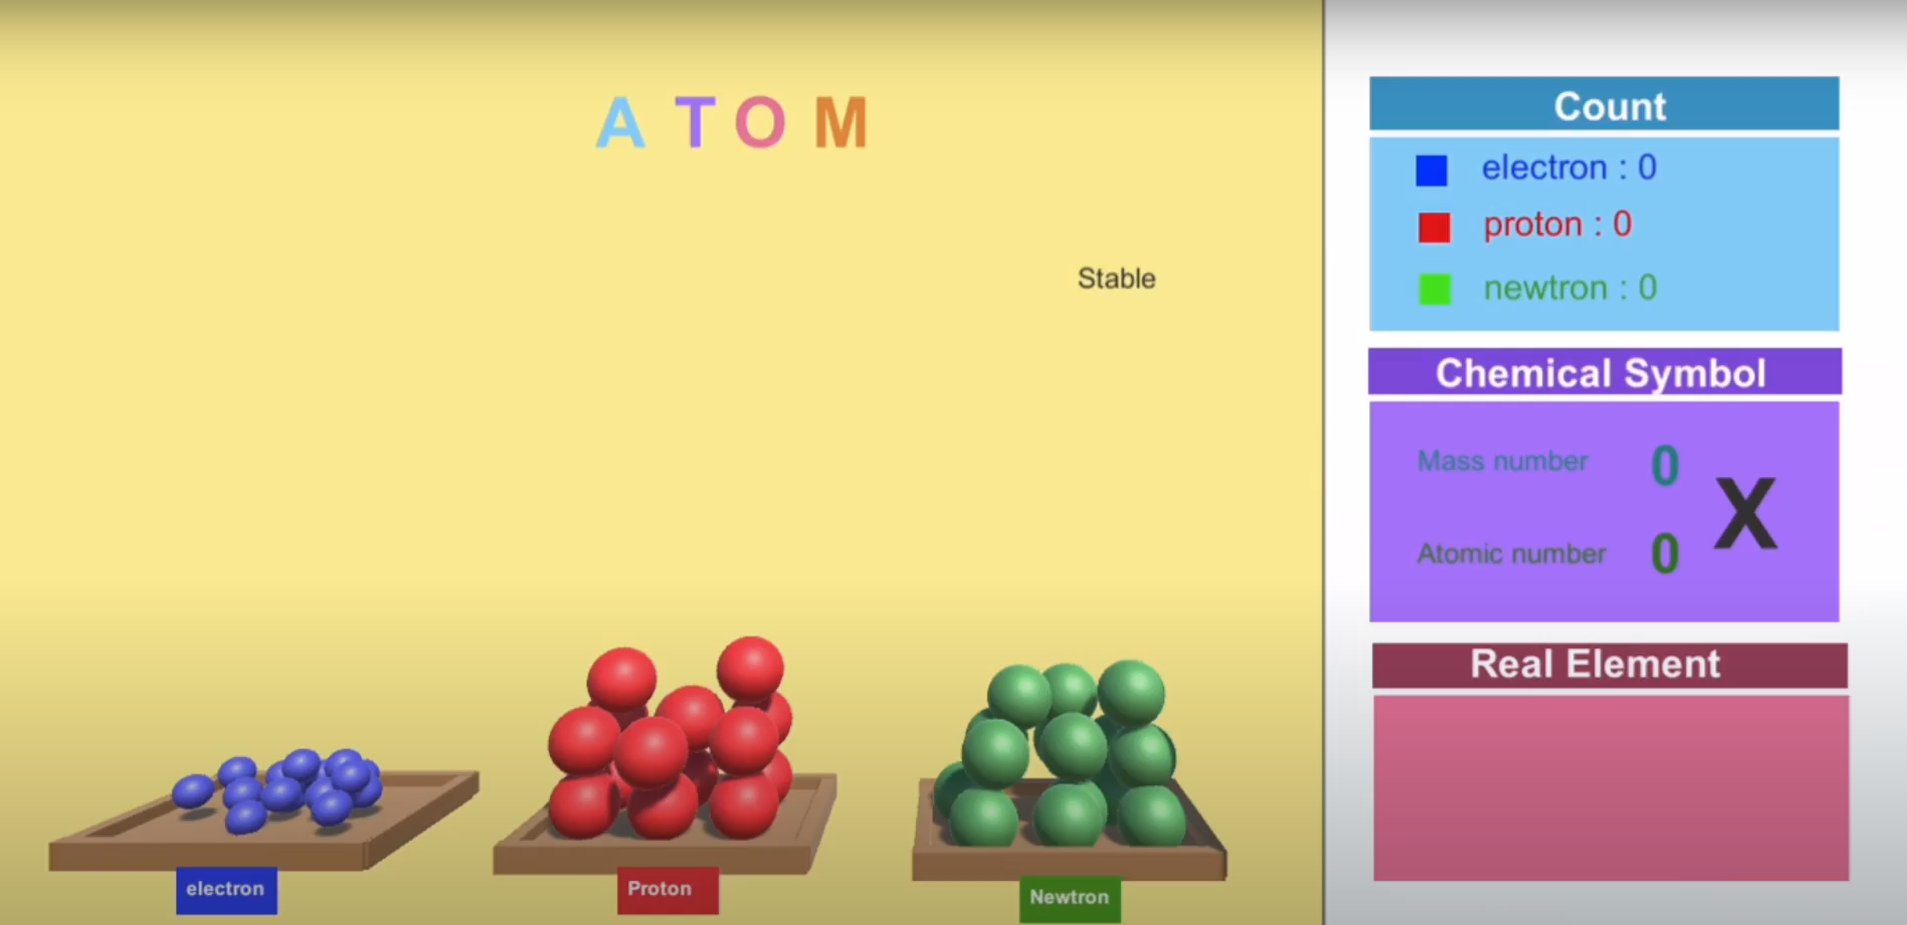 A T O M
Stable
electron
Proton
Newtron
Count
electron : 0
proton : 0
newtron : 0
Chemical Symbol
Mass number 0
X
Atomic number 0
Real Element